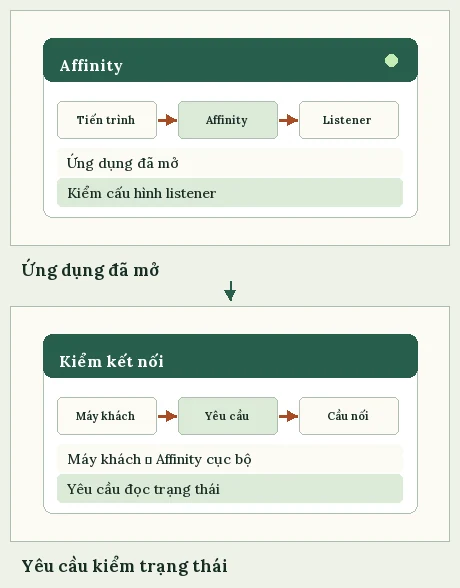 Affinity
Tiến trình
Affinity
Listener
Ứng dụng đã mở
Kiểm cấu hình listener
Ứng dụng đã mở
Kiểm kết nối
Máy khách
Yêu cầu
Cầu nối
Máy khách ▯ Affinity cục bộ
Yêu cầu đọc trạng thái
Yêu cầu kiểm trạng thái